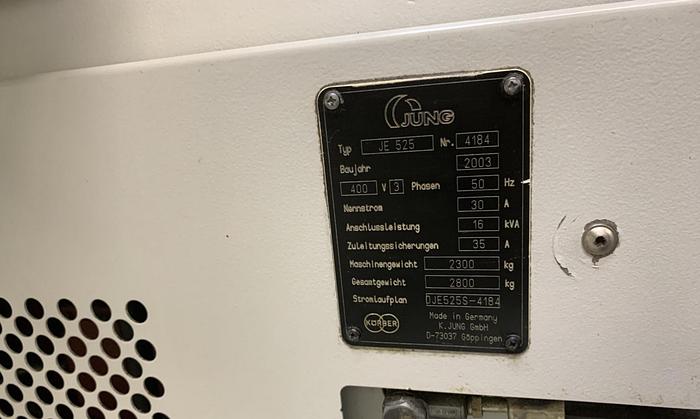 JUNG
Typ JE 525 Nr. 4184
Baujahr 2003
400 V 3 Phasen 50 Hz
Nennstrom 30 A
Anschlussleistung 16 kVA
Zuleitungssicherungen 35 A
Maschinengewicht 2300 kg
Gesamtgewicht 2800 kg
Stromlaufplan DJE525S-4184
KÖRBER
Made in Germany
K.JUNG GmbH
D-73037 Göppingen